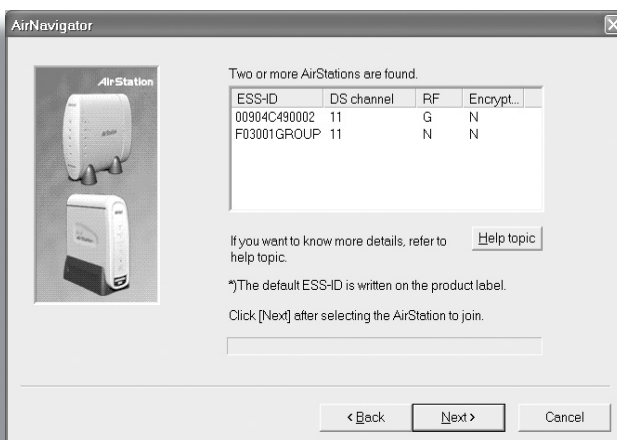 AirNavigator
AirStation
Two or more AirStations are found.
ESS-ID DS channel RF Encrypt...
00904C490002 11 G N
F03001GROUP 11 N N
If you want to know more details, refer to
help topic.
Help topic
*)The default ESS-ID is written on the product label.
Click [Next] after selecting the AirStation to join.
< Back Next > Cancel